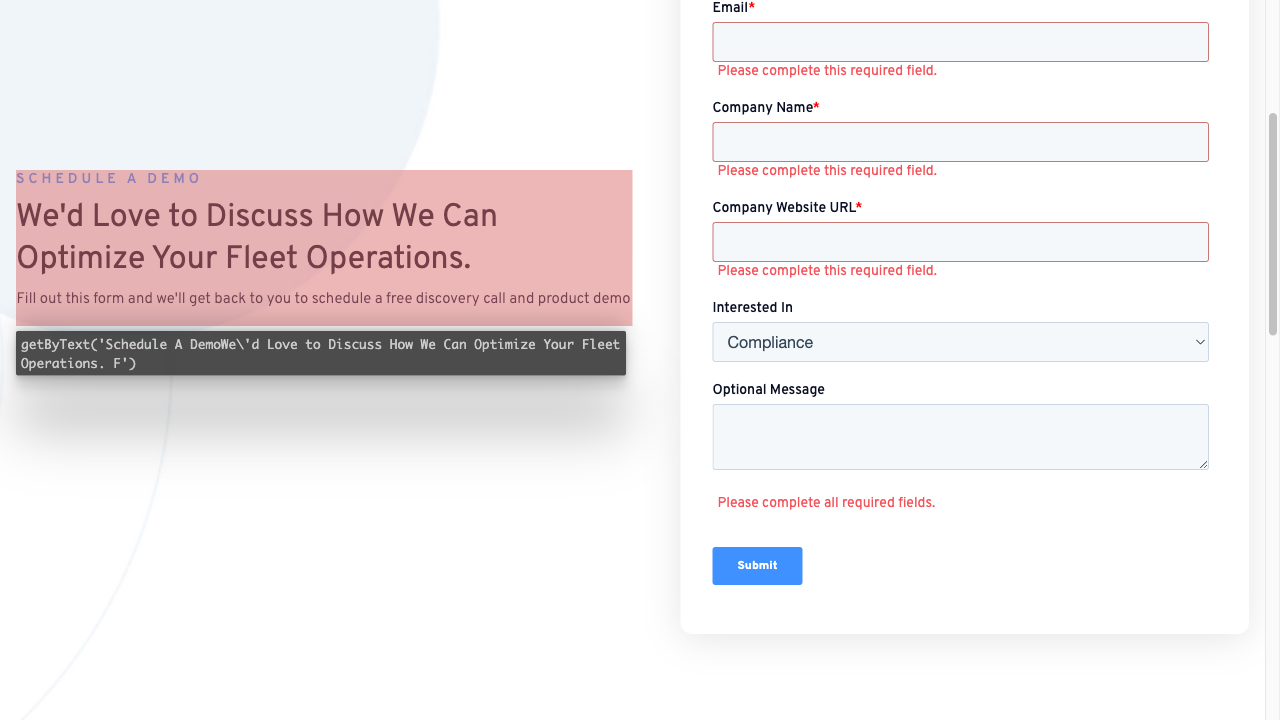 SCHEDULE A DEMO
We'd Love to Discuss How We Can
Optimize Your Fleet Operations.
Fill out this form and we'll get back to you to schedule a free discovery call and product demo
getByText('Schedule A DemoWe\'d Love to Discuss How We Can Optimize Your Fleet
Operations. F')
Email*
Please complete this required field.
Company Name*
Please complete this required field.
Company Website URL*
Please complete this required field.
Interested In
Compliance
Optional Message
Please complete all required fields.
Submit